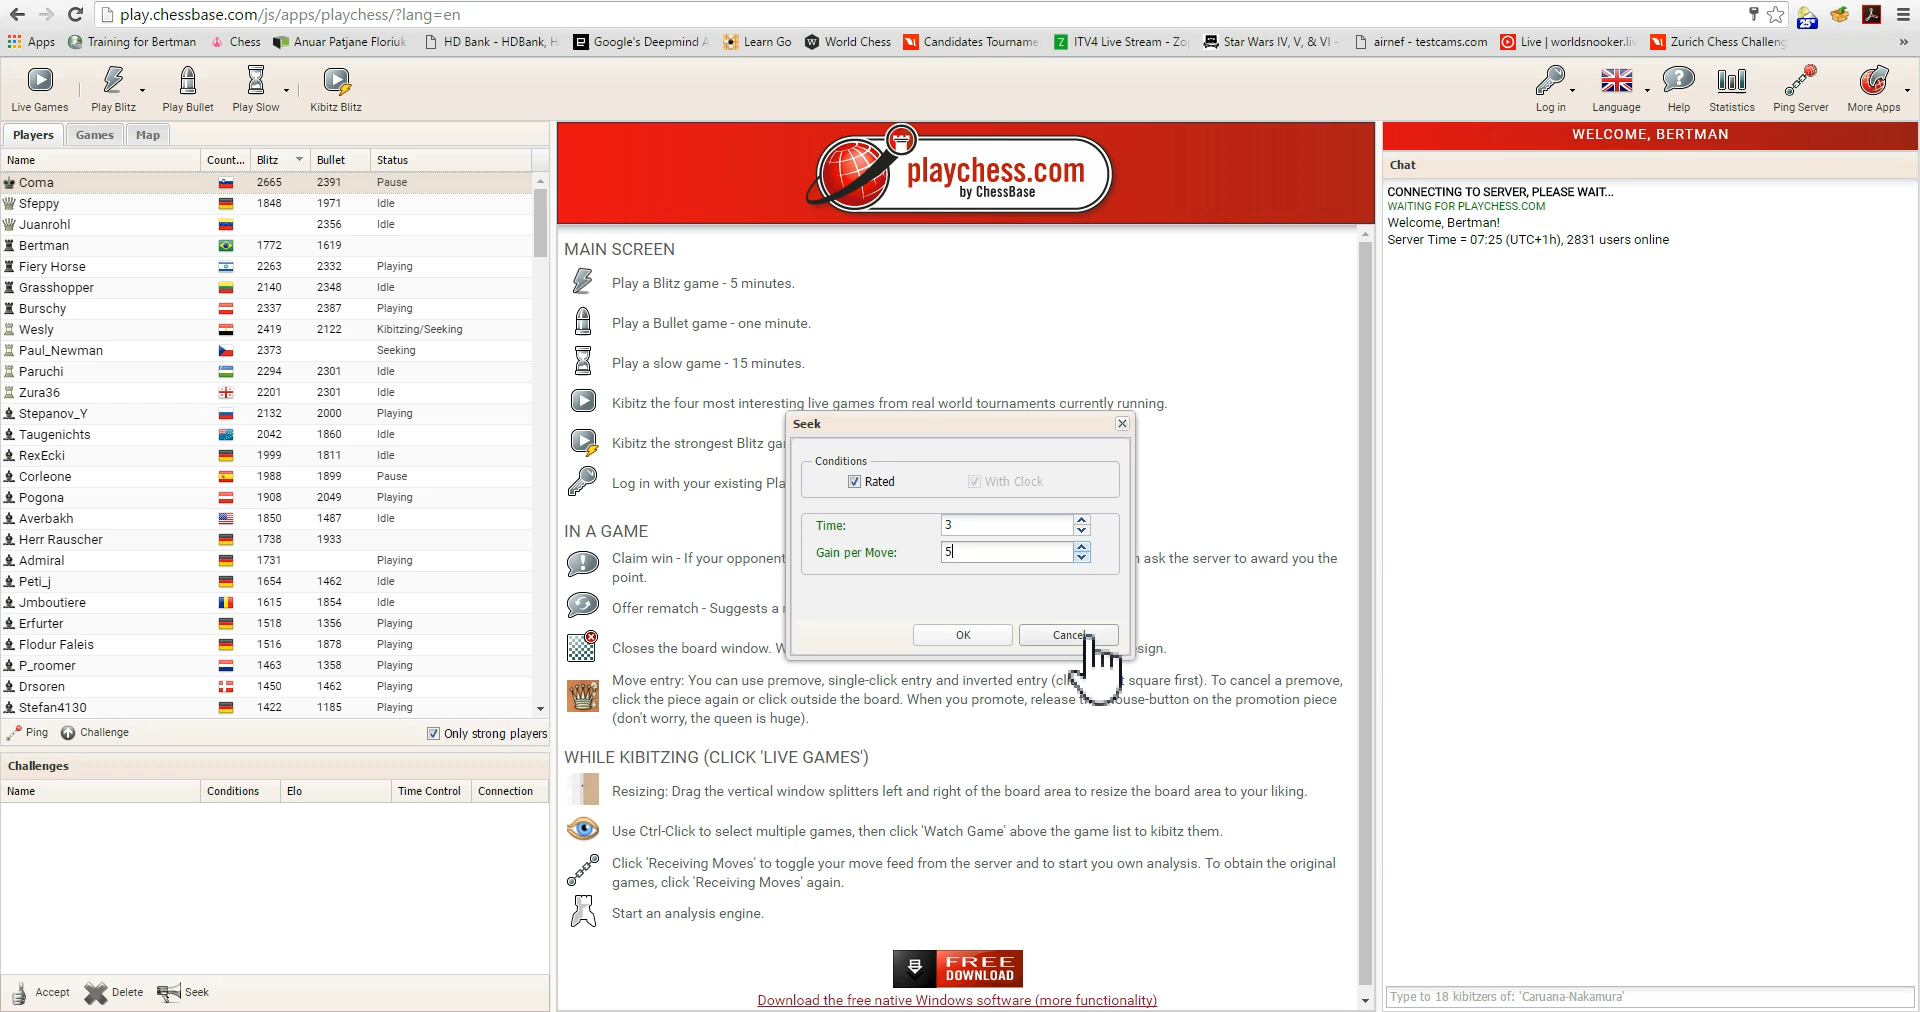 play.chessbase.com/js/apps/playchess/?lang=en
25°
Apps Training for Bertman Chess Anuar Patjane Floriuk HD Bank - HDBank, H Google's Deepmind A Learn Go World Chess Candidates Tourname ITV4 Live Stream - Zo Star Wars IV, V, & VI - airnef - testcams.com Live | worldsnooker.li Zurich Chess Challeng »
Live Games Play Blitz Play Bullet Play Slow Kibitz Blitz Log in Language Help Statistics Ping Server More Apps
Players Games Map
Name Count... Blitz Bullet Status
Coma 2665 2391 Pause
Sfeppy 1848 1971 Idle
Juanrohl 2356 Idle
Bertman 1772 1619
Fiery Horse 2263 2332 Playing
Grasshopper 2140 2348 Idle
Burschy 2337 2387 Playing
Wesly 2419 2122 Kibitzing/Seeking
Paul_Newman 2373 Seeking
Paruchi 2294 2301 Idle
Zura36 2201 2301 Idle
Stepanov_Y 2132 2000 Playing
Taugenichts 2042 1860 Idle
RexEcki 1999 1811 Idle
Corleone 1988 1899 Pause
Pogona 1908 2049 Playing
Averbakh 1850 1487 Idle
Herr Rauscher 1738 1933
Admiral 1731 Playing
Peti_j 1654 1462 Idle
Jmboutiere 1615 1854 Idle
Erfurter 1518 1356 Playing
Flodur Faleis 1516 1878 Playing
P_roomer 1463 1358 Playing
Drsoren 1450 1462 Playing
Stefan4130 1422 1185 Playing
Ping Challenge Only strong players
Challenges
Name Conditions Elo Time Control Connection
Accept Delete Seek
playchess.com
by ChessBase
MAIN SCREEN
Play a Blitz game - 5 minutes.
Play a Bullet game - one minute.
Play a slow game - 15 minutes.
Kibitz the four most interesting live games from real world tournaments currently running.
Kibitz the strongest Blitz ga
Log in with your existing Pla
IN A GAME
Claim win - If your opponent ask the server to award you the
point.
Offer rematch - Suggests a
Closes the board window. W sign.
Move entry: You can use premove, single-click entry and inverted entry (cli square first). To cancel a premove,
click the piece again or click outside the board. When you promote, release ouse-button on the promotion piece
(don't worry, the queen is huge).
WHILE KIBITZING (CLICK 'LIVE GAMES')
Resizing: Drag the vertical window splitters left and right of the board area to resize the board area to your liking.
Use Ctrl-Click to select multiple games, then click 'Watch Game' above the game list to kibitz them.
Click 'Receiving Moves' to toggle your move feed from the server and to start you own analysis. To obtain the original
games, click 'Receiving Moves' again.
Start an analysis engine.
FREE
DOWNLOAD
Download the free native Windows software (more functionality)
Seek
Conditions
Rated With Clock
Time: 3
Gain per Move: 5
OK Cancel
WELCOME, BERTMAN
Chat
CONNECTING TO SERVER, PLEASE WAIT...
WAITING FOR PLAYCHESS.COM
Welcome, Bertman!
Server Time = 07:25 (UTC+1h), 2831 users online
Type to 18 kibitzers of: 'Caruana-Nakamura'